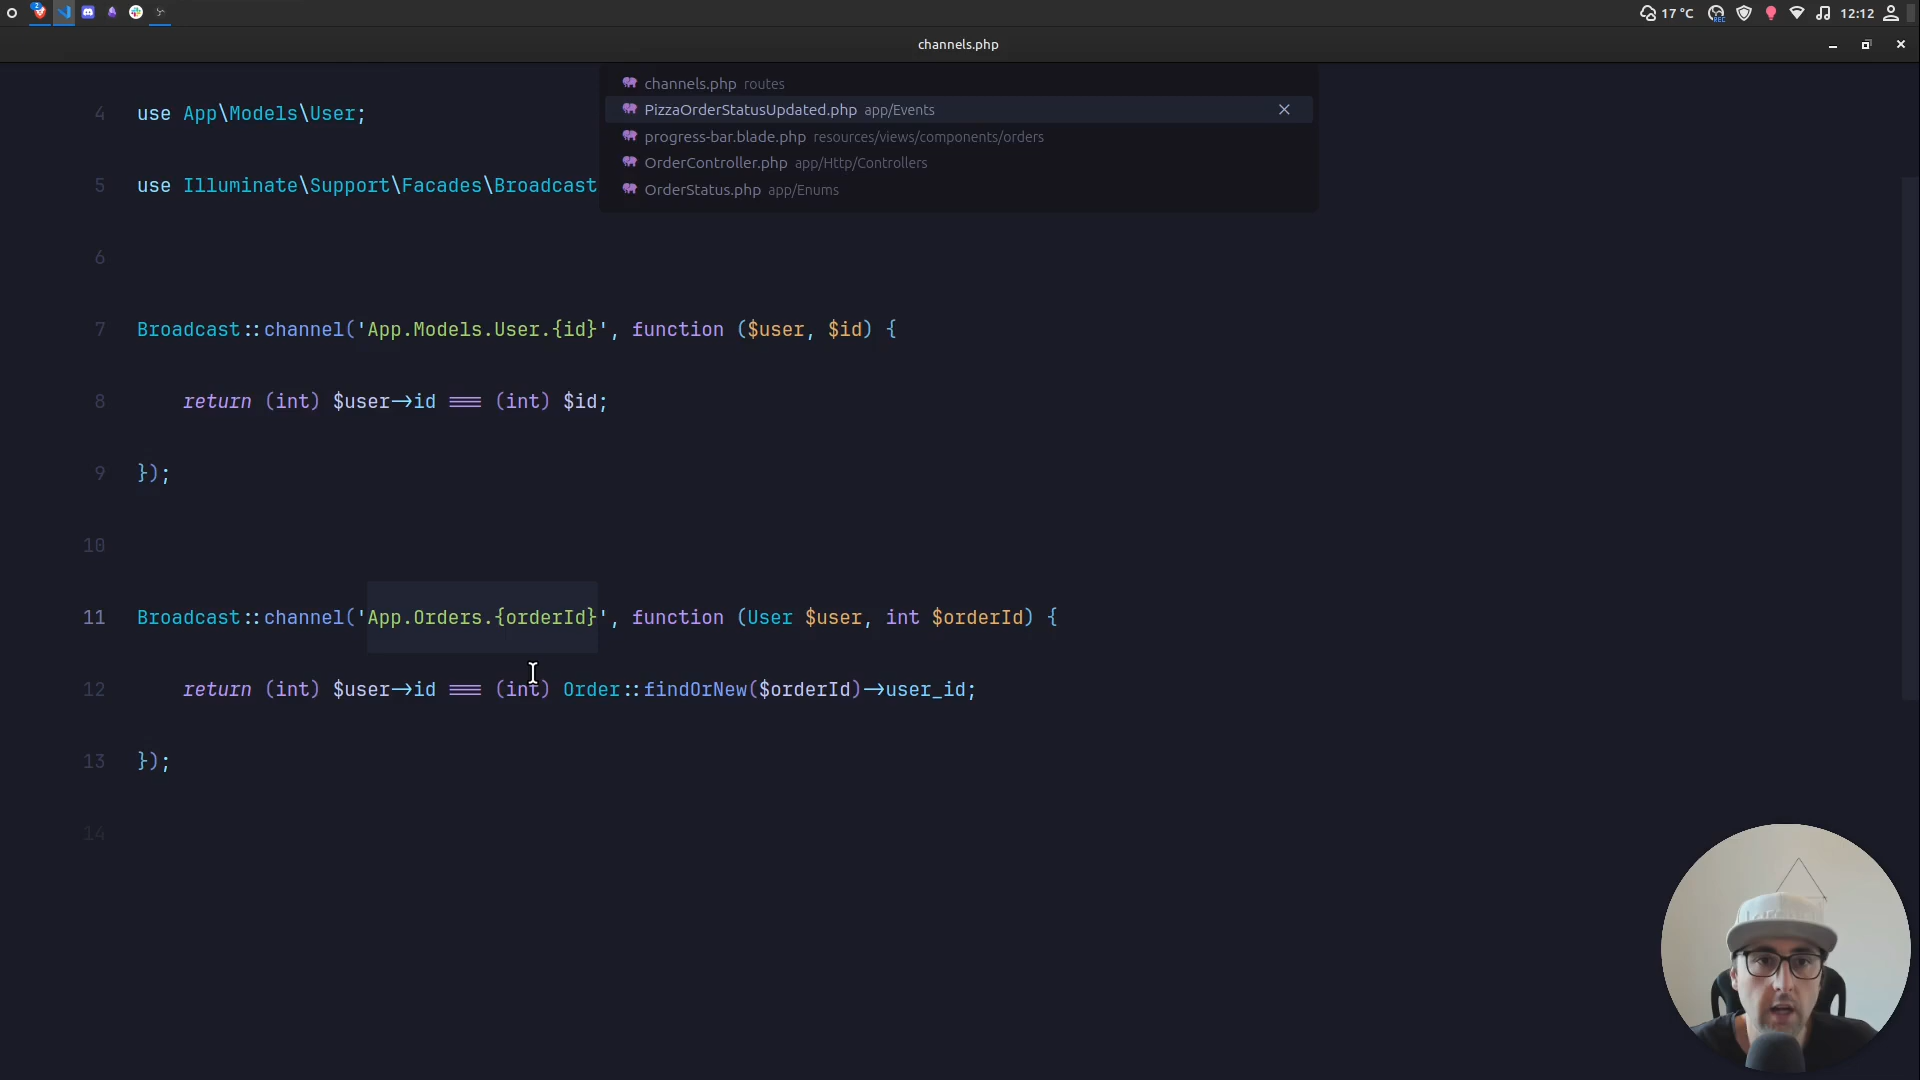 2
17 °C
REC
12:12
channels.php
channels.php routes
PizzaOrderStatusUpdated.php app/Events
progress-bar.blade.php resources/views/components/orders
OrderController.php app/Http/Controllers
OrderStatus.php app/Enums
4 use App\Models\User;
5 use Illuminate\Support\Facades\Broadcast
6
7 Broadcast::channel('App.Models.User.{id}', function ($user, $id) {
8 return (int) $user->id === (int) $id;
9 });
10
11 Broadcast::channel('App.Orders.{orderId}', function (User $user, int $orderId) {
12 return (int) $user->id === (int) Order::findOrNew($orderId)->user_id;
13 });
14